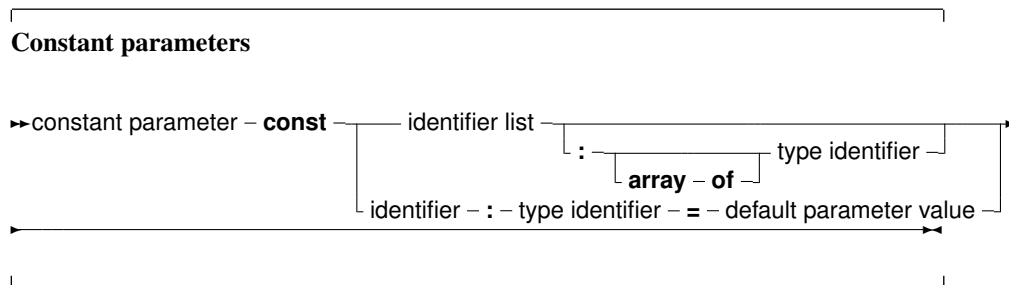 Constant parameters
constant parameter const identifier list
: type identifier
array of
identifier : type identifier = default parameter value